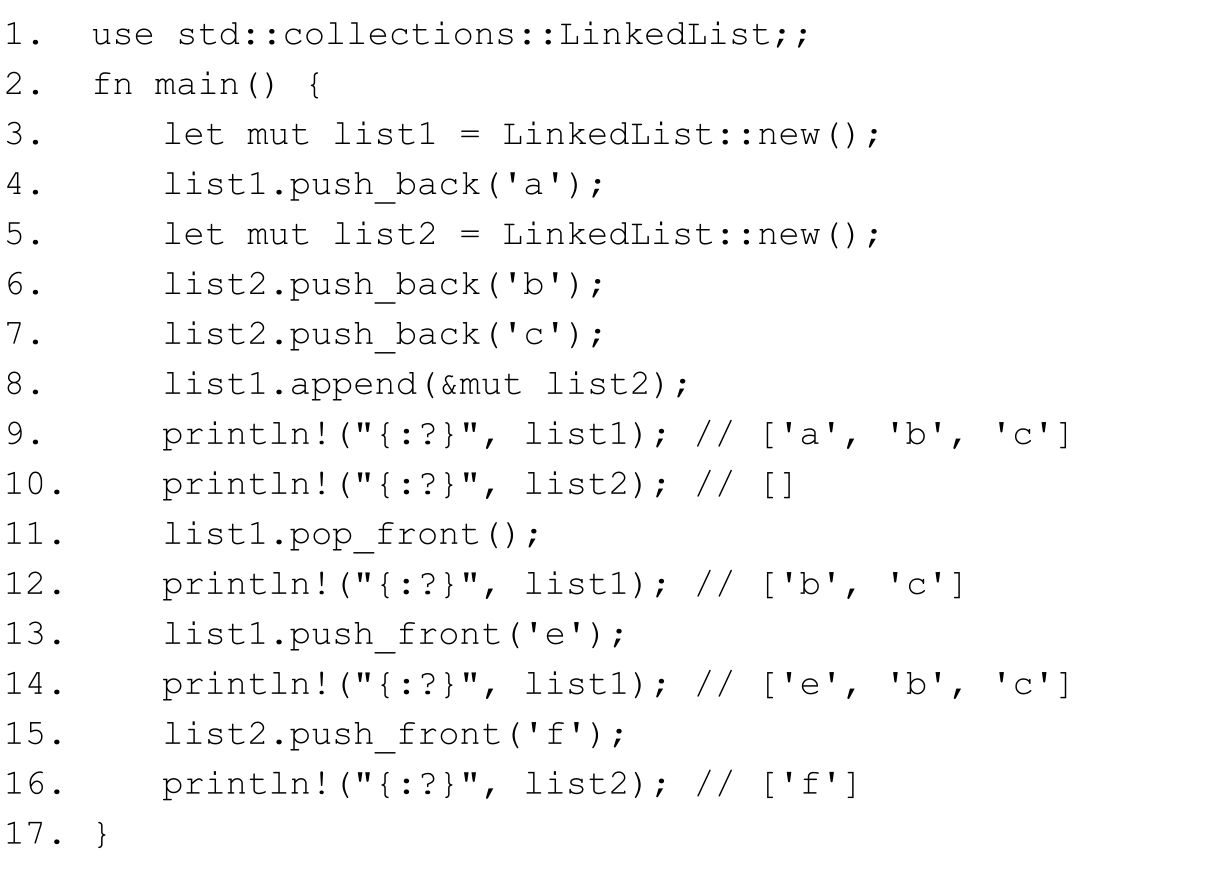 1. use std::collections::LinkedList;;
2. fn main() {
3. let mut list1 = LinkedList::new();
4. list1.push_back('a');
5. let mut list2 = LinkedList::new();
6. list2.push_back('b');
7. list2.push_back('c');
8. list1.append(&mut list2);
9. println!("{:?}", list1); // ['a', 'b', 'c']
10. println!("{:?}", list2); // []
11. list1.pop_front();
12. println!("{:?}", list1); // ['b', 'c']
13. list1.push_front('e');
14. println!("{:?}", list1); // ['e', 'b', 'c']
15. list2.push_front('f');
16. println!("{:?}", list2); // ['f']
17. }